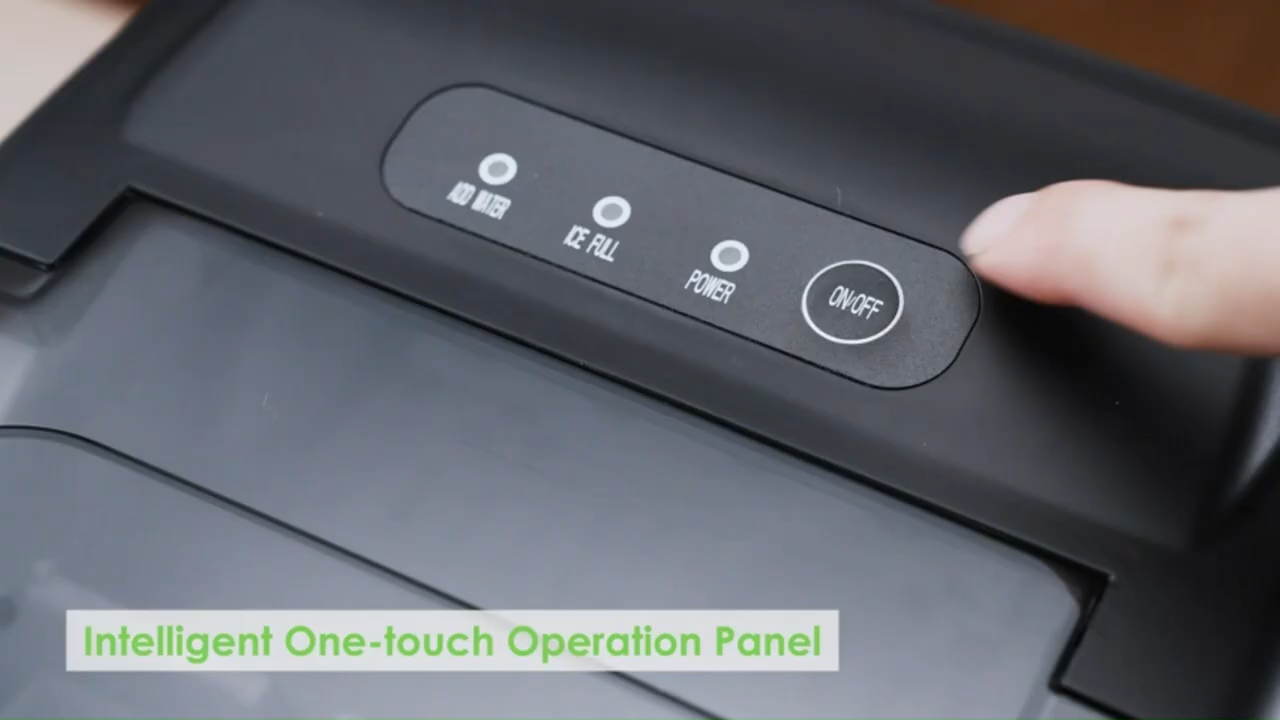 ADD WATER
ICE FULL
POWER
ON/OFF
Intelligent One-touch Operation Panel